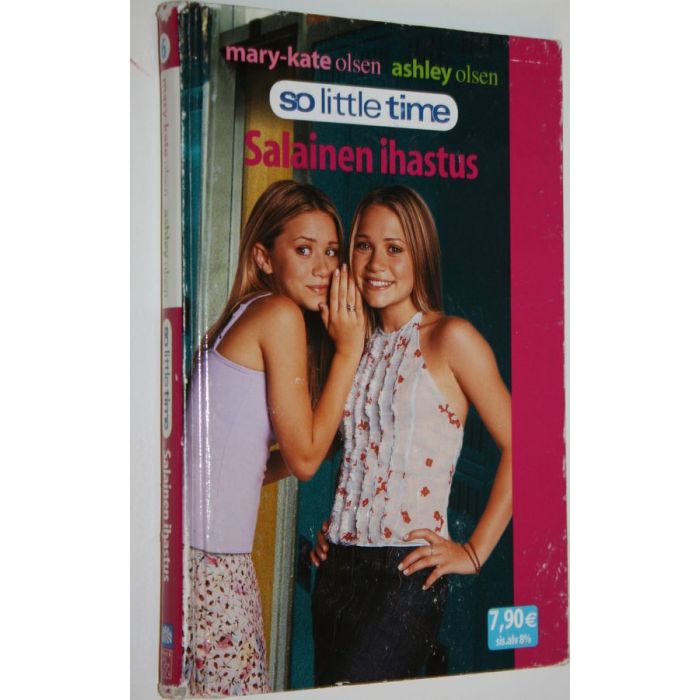 mary-kate olsen ashley olsen
so little time
Salainen ihastus
7,90 €
sis.alv 8%
6
mary-kate olsen ashley olsen
so little time
Salainen ihastus